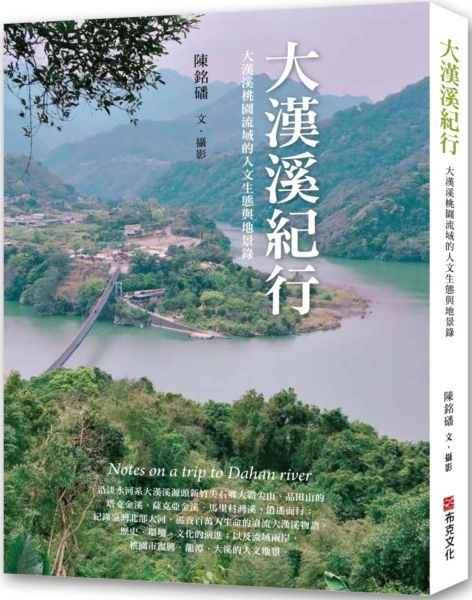 大漢溪紀行
大漢溪桃園流域的人文生態與地景錄
陳銘磻 文・攝影
Notes on a trip to Dahan river
沿淡水河系大漢溪源頭新竹尖石鄉大霸尖山、品田山的
塔克金溪、薩克亞金溪、馬里科灣溪，逍遙而行；
紀錄臺灣北部大河，滋養百萬人生命的滄流大漢溪物語，
歷史、環境、文化的演進；以及流域兩岸，
桃園市復興、龍潭、大溪的人文地景。
大漢溪紀行
大漢溪桃園流域的人文生態與地景錄
陳銘磻 文・攝影
布克文化